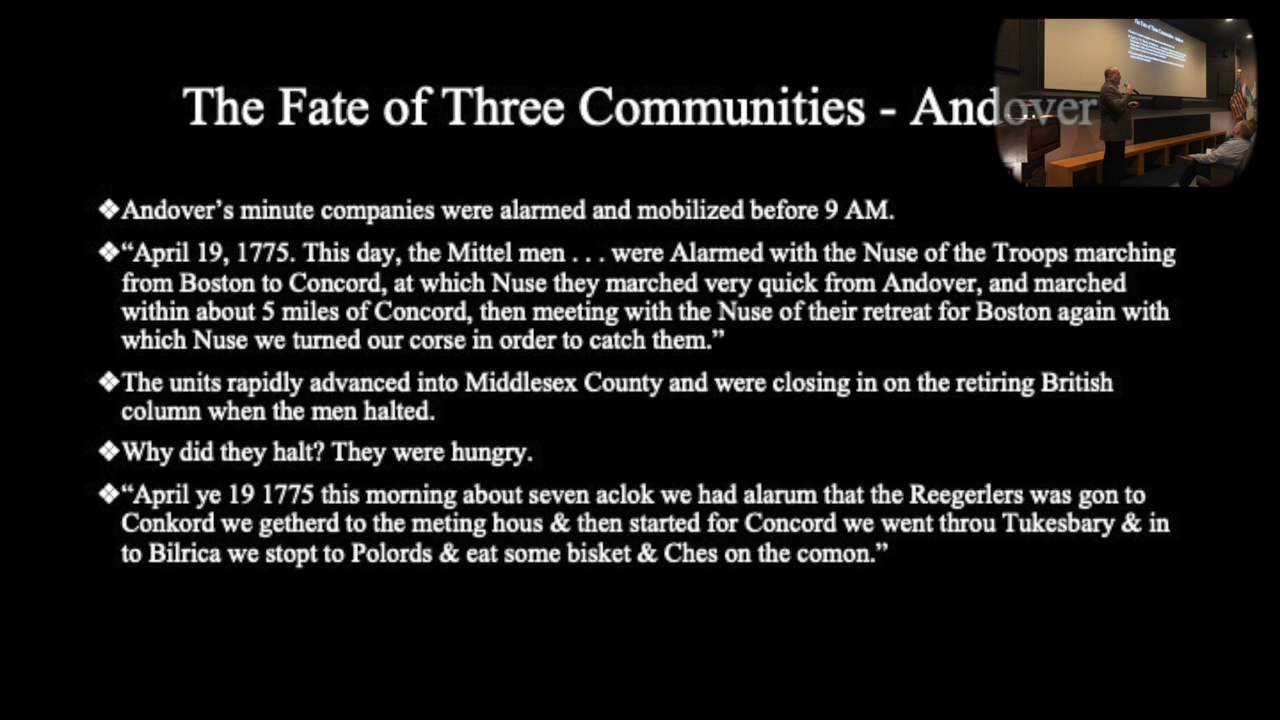 The Fate of Three Communities - Andover
❖Andover’s minute companies were alarmed and mobilized before 9 AM.
❖“April 19, 1775. This day, the Mittel men . . . were Alarmed with the Nuse of the Troops marching
from Boston to Concord, at which Nuse they marched very quick from Andover, and marched
within about 5 miles of Concord, then meeting with the Nuse of their retreat for Boston again with
which Nuse we turned our corse in order to catch them.”
❖The units rapidly advanced into Middlesex County and were closing in on the retiring British
column when the men halted.
❖Why did they halt? They were hungry.
❖“April ye 19 1775 this morning about seven aclok we had alarum that the Reegerlers was gon to
Conkord we getherd to the meting hous & then started for Concord we went throu Tukesbary & in
to Bilrica we stopt to Polords & eat some bisket & Ches on the comon.”